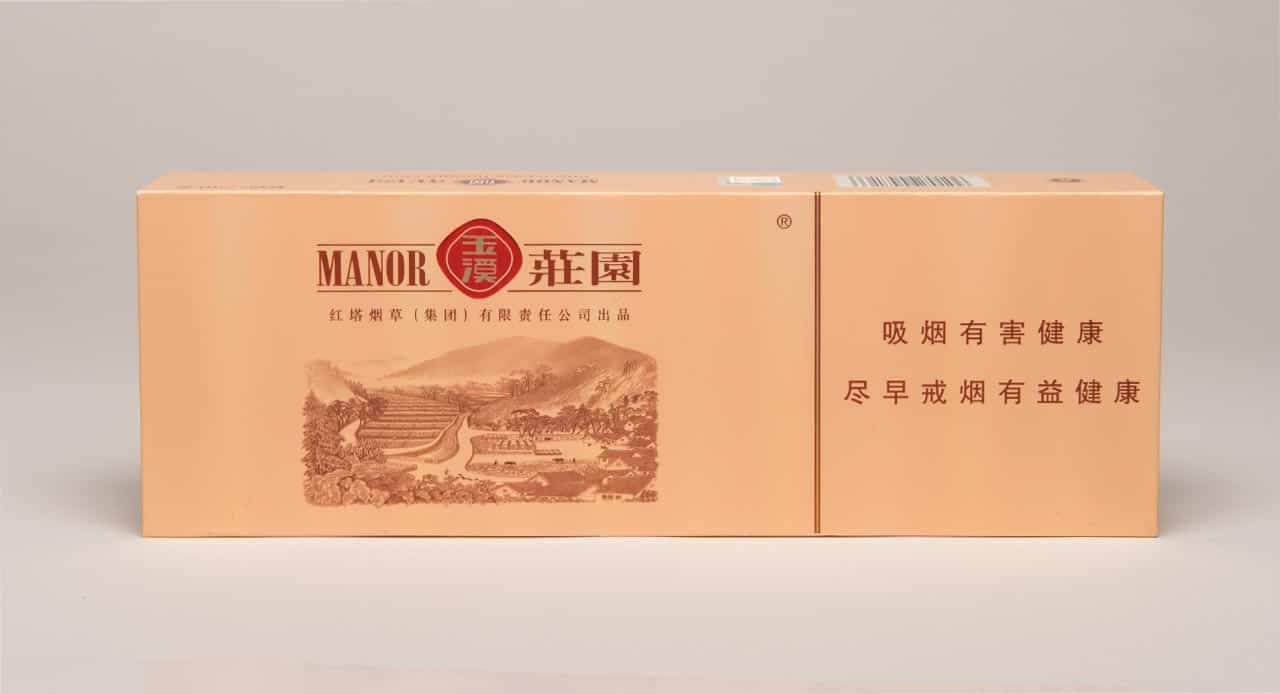 MANOR 玉溪 莊園
®
红塔烟草(集团)有限责任公司出品
吸烟有害健康
尽早戒烟有益健康